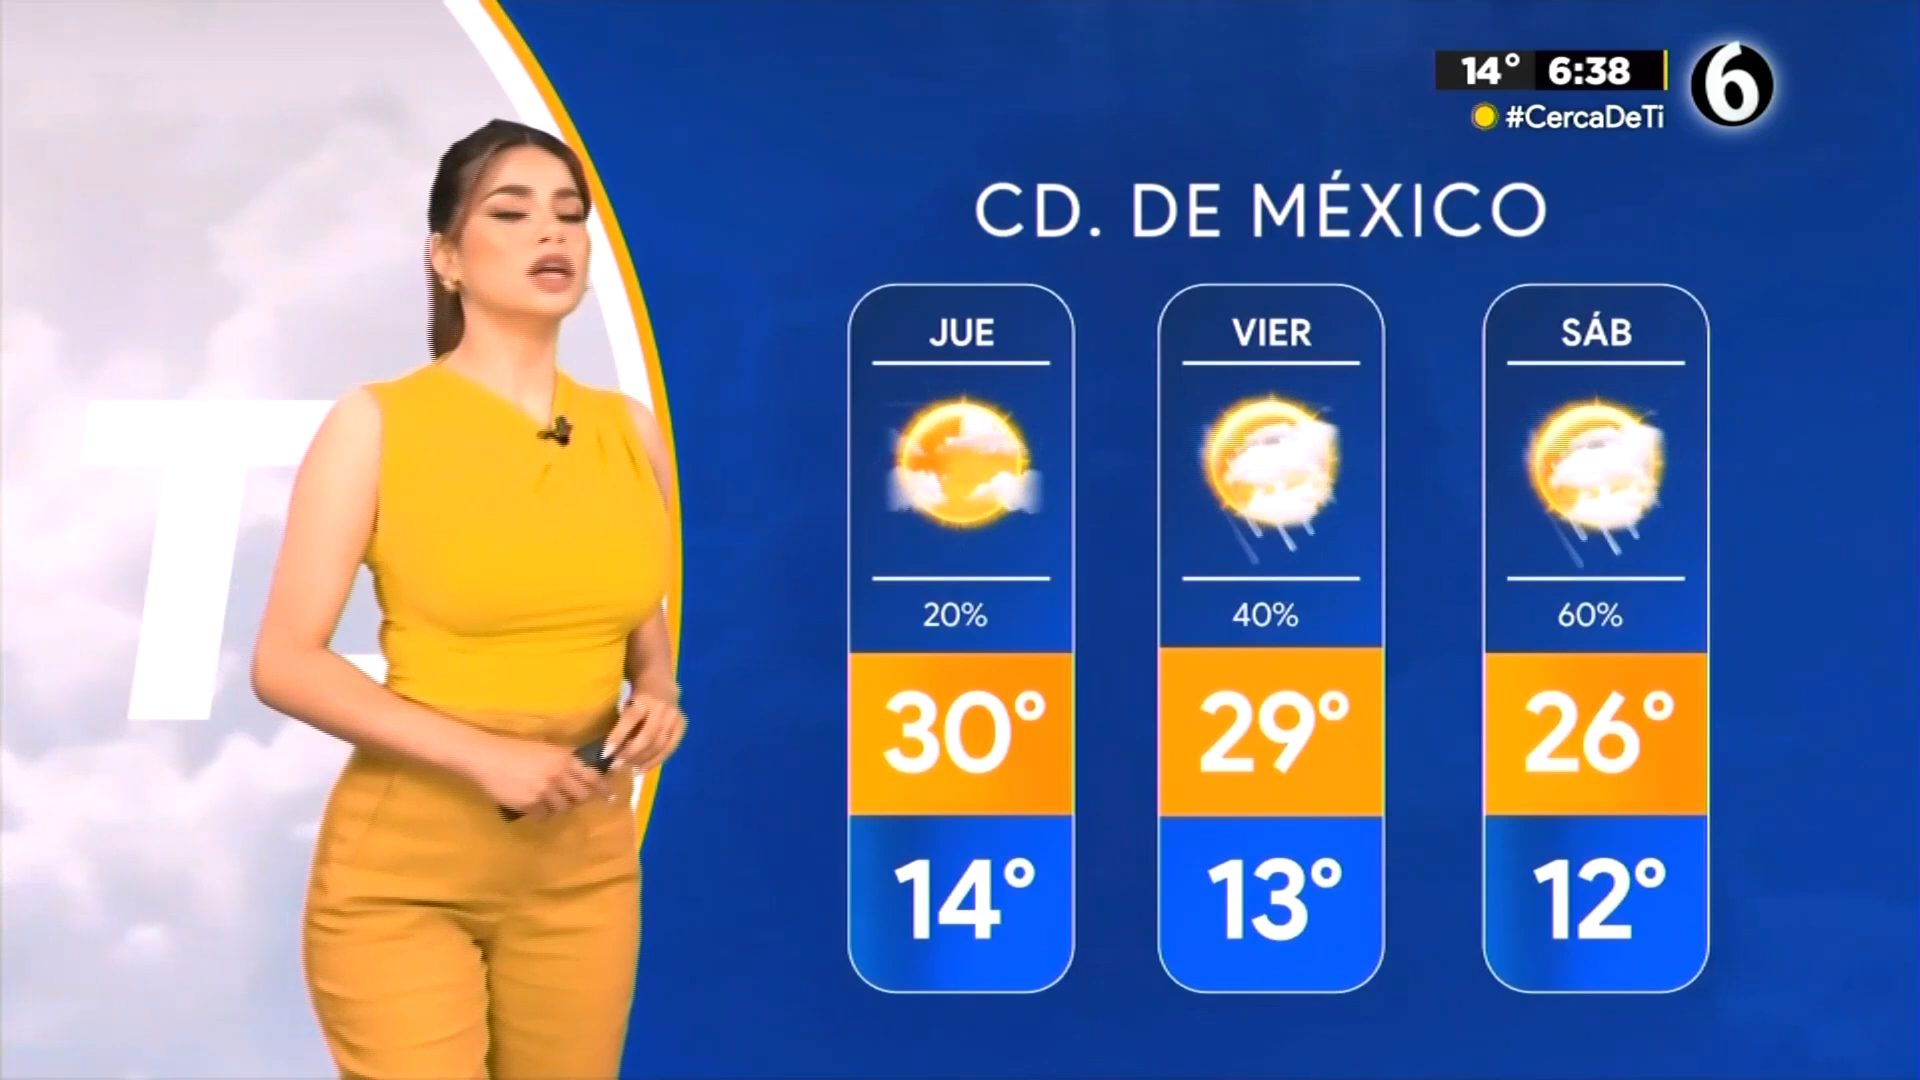 14° 6:38
6
#CercaDeTi
CD. DE MÉXICO
JUE
VIER
SÁB
20%
40%
60%
30°
29°
26°
14°
13°
12°